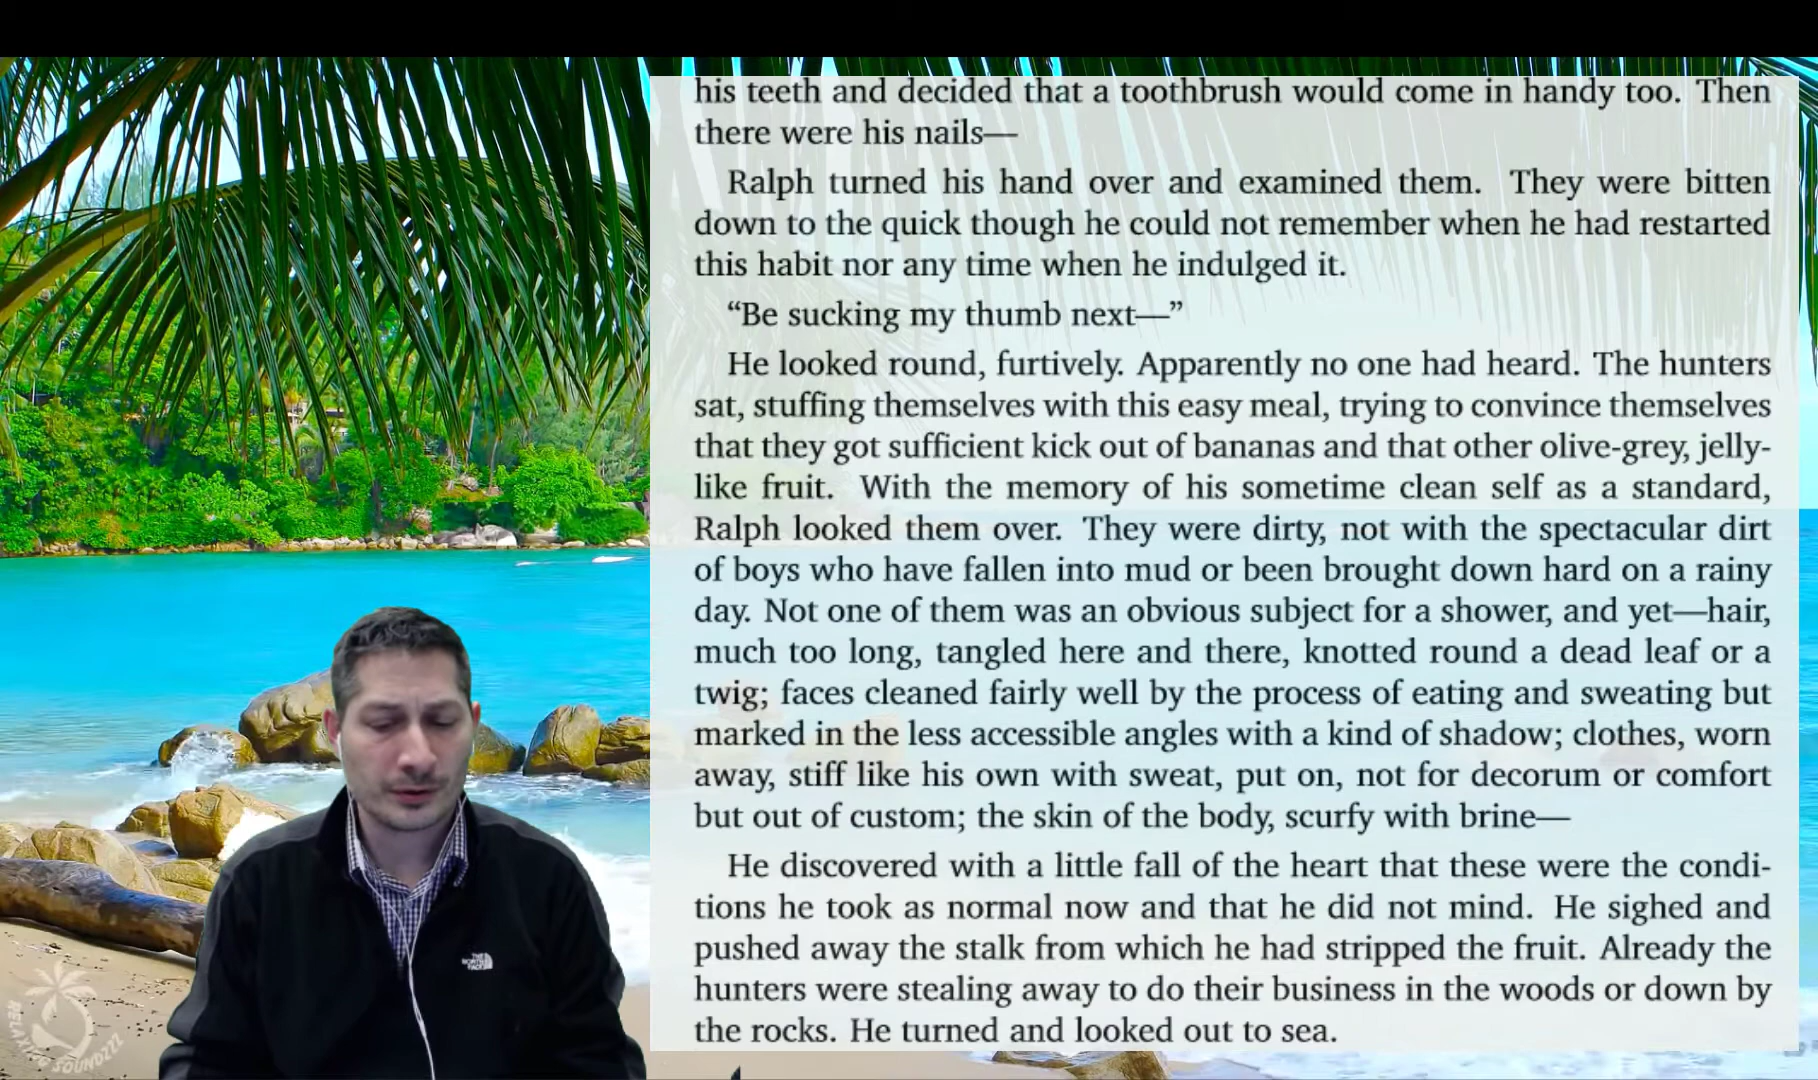 his teeth and decided that a toothbrush would come in handy too. Then
there were his nails—
Ralph turned his hand over and examined them. They were bitten
down to the quick though he could not remember when he had restarted
this habit nor any time when he indulged it.
“Be sucking my thumb next—”
He looked round, furtively. Apparently no one had heard. The hunters
sat, stuffing themselves with this easy meal, trying to convince themselves
that they got sufficient kick out of bananas and that other olive-grey, jelly-
like fruit. With the memory of his sometime clean self as a standard,
Ralph looked them over. They were dirty, not with the spectacular dirt
of boys who have fallen into mud or been brought down hard on a rainy
day. Not one of them was an obvious subject for a shower, and yet—hair,
much too long, tangled here and there, knotted round a dead leaf or a
twig; faces cleaned fairly well by the process of eating and sweating but
marked in the less accessible angles with a kind of shadow; clothes, worn
away, stiff like his own with sweat, put on, not for decorum or comfort
but out of custom; the skin of the body, scurfy with brine—
He discovered with a little fall of the heart that these were the condi-
tions he took as normal now and that he did not mind. He sighed and
pushed away the stalk from which he had stripped the fruit. Already the
hunters were stealing away to do their business in the woods or down by
the rocks. He turned and looked out to sea.
THE
NORTH
FACE
RELAXING SOUNDZZZ